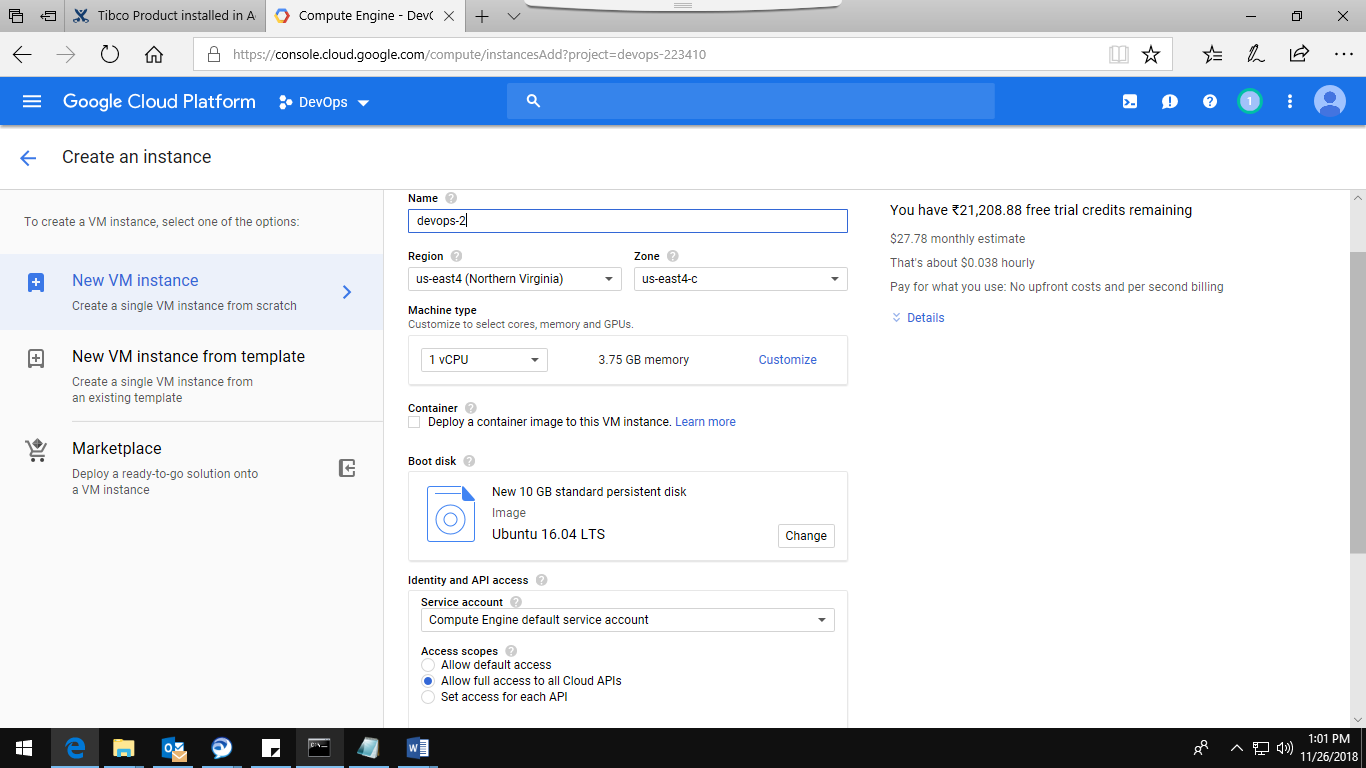 Tibco Product installed in A
Compute Engine - DevO
https://console.cloud.google.com/compute/instancesAdd?project=devops-223410
Google Cloud Platform
DevOps
1
Create an instance
To create a VM instance, select one of the options:
New VM instance
Create a single VM instance from scratch
New VM instance from template
Create a single VM instance from
an existing template
Marketplace
Deploy a ready-to-go solution onto
a VM instance
Name
devops-2
Region
Zone
us-east4 (Northern Virginia)
us-east4-c
Machine type
Customize to select cores, memory and GPUs.
1 vCPU
3.75 GB memory
Customize
Container
Deploy a container image to this VM instance. Learn more
Boot disk
New 10 GB standard persistent disk
Image
Ubuntu 16.04 LTS
Change
Identity and API access
Service account
Compute Engine default service account
Access scopes
Allow default access
Allow full access to all Cloud APIs
Set access for each API
You have ₹21,208.88 free trial credits remaining
$27.78 monthly estimate
That's about $0.038 hourly
Pay for what you use: No upfront costs and per second billing
Details
1:01 PM
11/26/2018